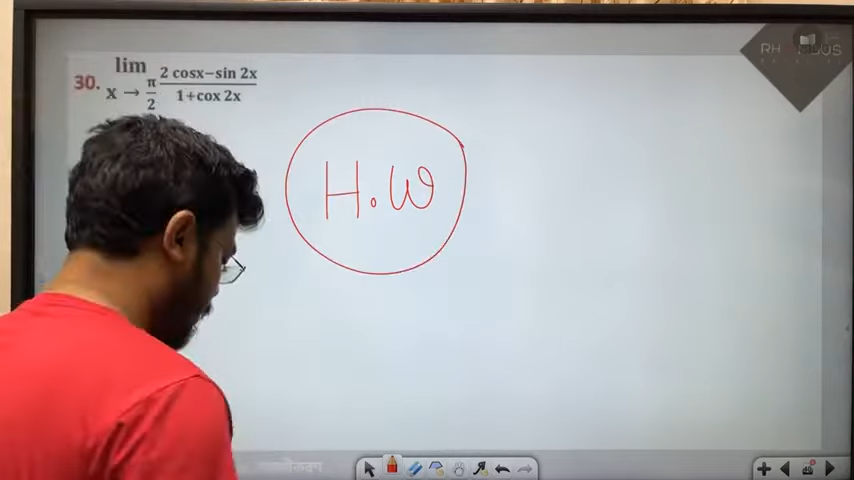 30. lim x → π/2 2 cosx−sin 2x / 1+cox 2x
H.W